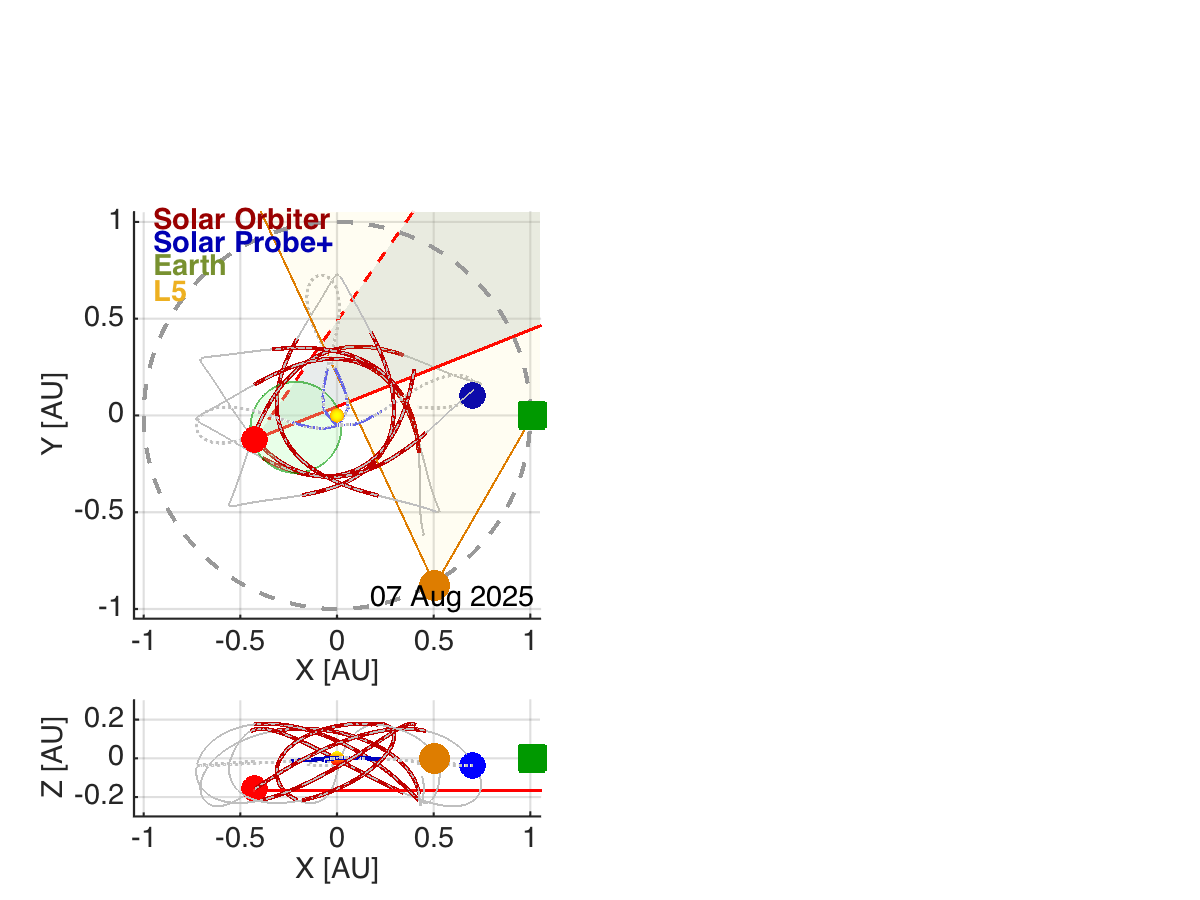 Solar Orbiter
Solar Probe+
Earth
L5
1
0.5
0
-0.5
-1
Y [AU]
07 Aug 2025
-1 -0.5 0 0.5 1
X [AU]
0.2
0
-0.2
Z [AU]
-1 -0.5 0 0.5 1
X [AU]